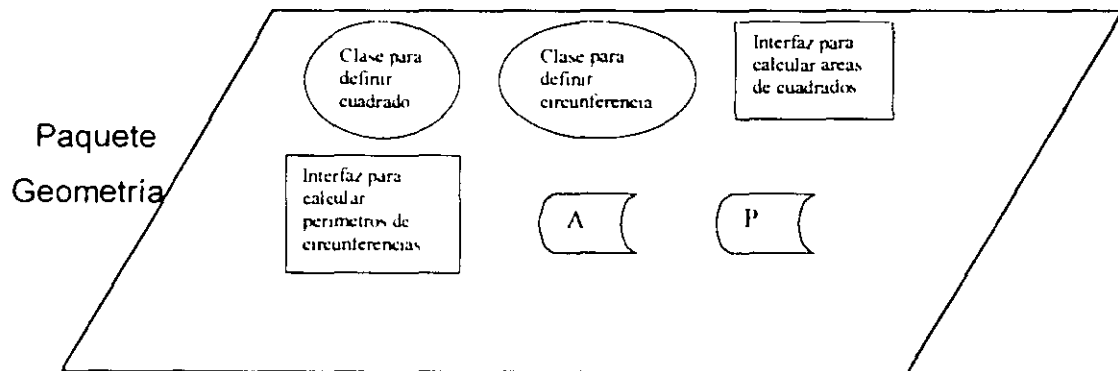 Clase para
definir
cuadrado
Clase para
definir
circunferencia
Interfaz para
calcular areas
de cuadrados
Paquete
Geometría
Interfaz para
calcular
perimetros de
circunferencias
A
P